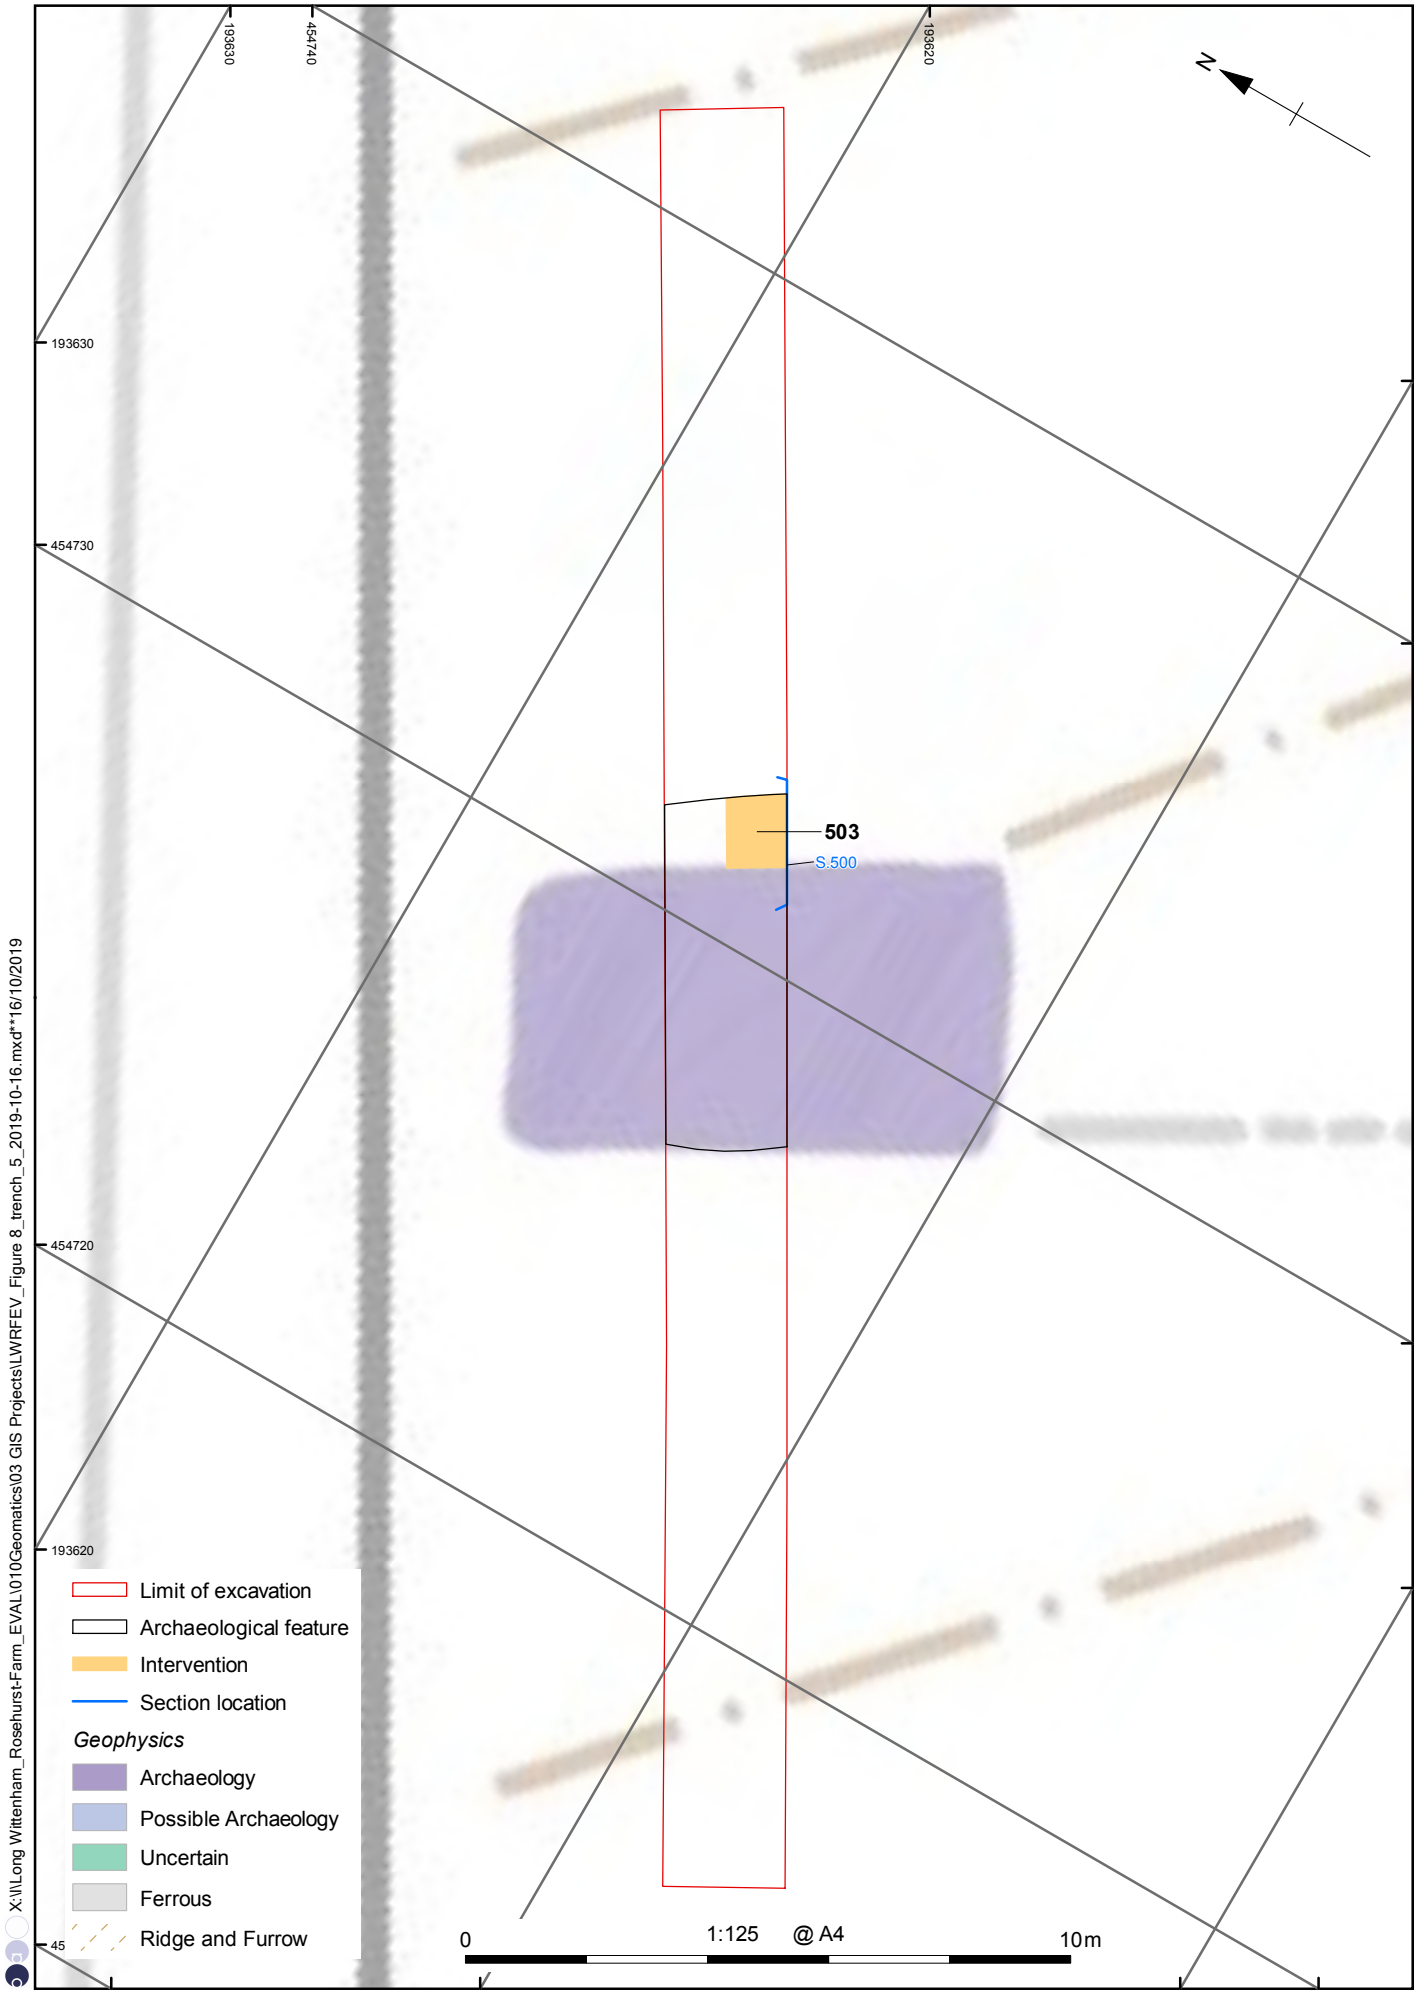 193630
454740
193620
N
193630
454730
503
S.500
454720
193620
Limit of excavation
Archaeological feature
Intervention
Section location
Geophysics
Archaeology
Possible Archaeology
Uncertain
Ferrous
Ridge and Furrow
45
0 1:125 @ A4 10m
X:\l\Long Wittenham_Rosehurst-Farm_EVAL\010Geomatics\03 GIS Projects\LWRFEV_Figure 8_trench_5_2019-10-16.mxd**16/10/2019